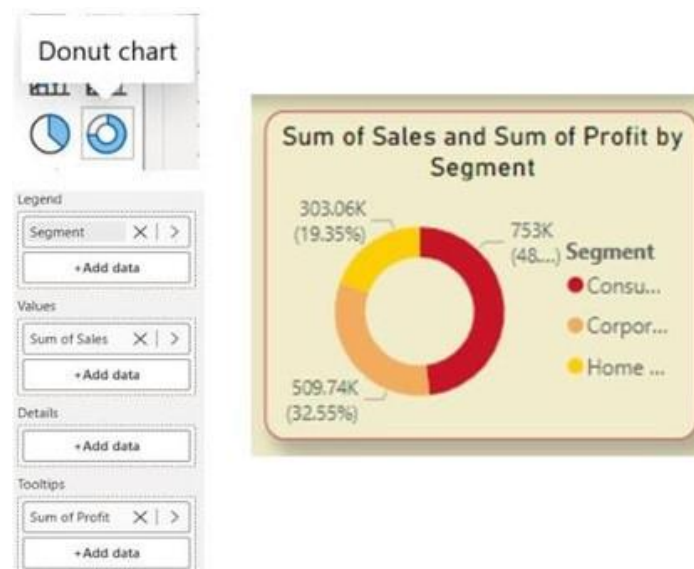 Donut chart
Legend
Segment
+Add data
Values
Sum of Sales
+Add data
Details
+Add data
Tooltips
Sum of Profit
+Add data
Sum of Sales and Sum of Profit by
Segment
303.06K
(19.35%)
753K
(48....)
509.74K
(32.55%)
Segment
Consu...
Corpor...
Home ...